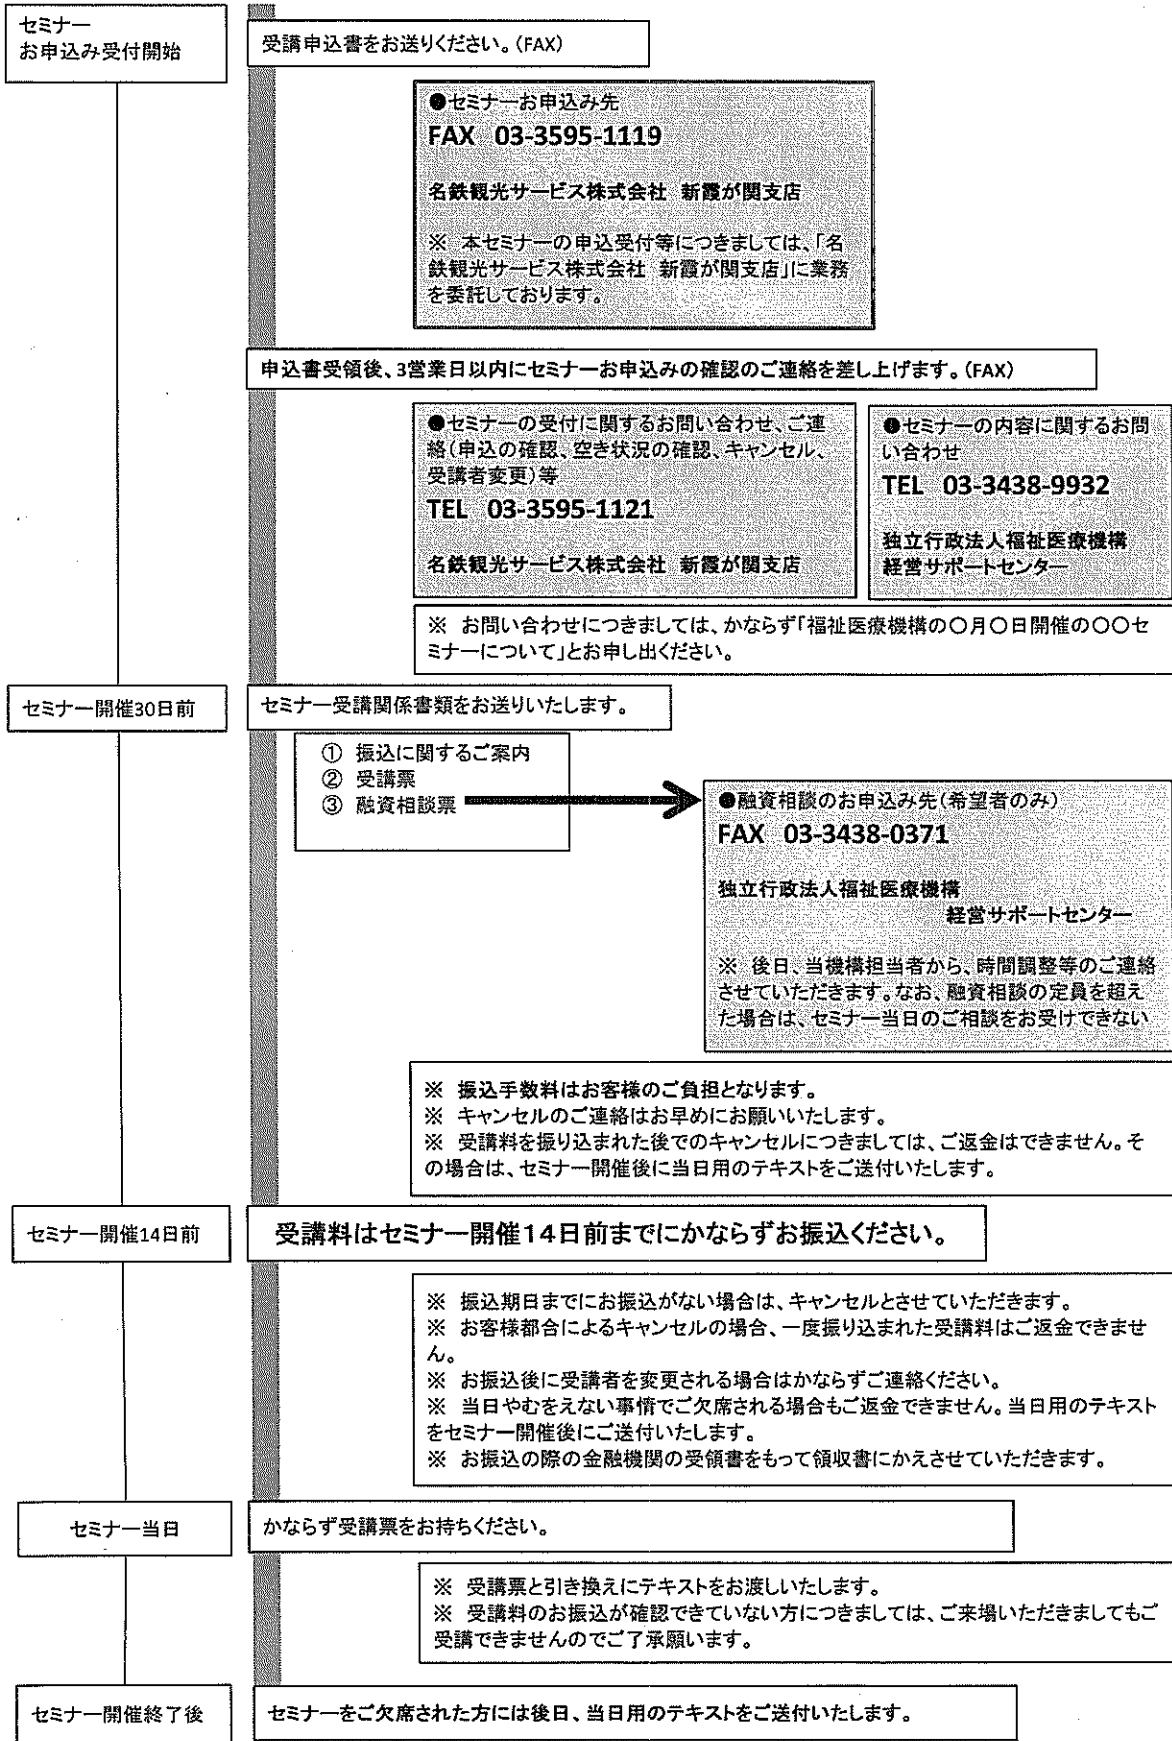 セミナー
お申込み受付開始
受講申込書をお送りください。(FAX)
●セミナーお申込み先
FAX 03-3595-1119
名鉄観光サービス株式会社 新霞が関支店
※ 本セミナーの申込受付等につきましては、「名
鉄観光サービス株式会社 新霞が関支店」に業務
を委託しております。
申込書受領後、3営業日以内にセミナーお申込みの確認のご連絡を差し上げます。(FAX)
●セミナーの受付に関するお問い合わせ、ご連
絡(申込の確認、空き状況の確認、キャンセル、
受講者変更)等
TEL 03-3595-1121
名鉄観光サービス株式会社 新霞が関支店
●セミナーの内容に関するお問
い合わせ
TEL 03-3438-9932
独立行政法人福祉医療機構
経営サポートセンター
※ お問い合わせにつきましては、かならず「福祉医療機構の〇月〇日開催の〇〇セ
ミナーについて」とお申し出ください。
セミナー開催30日前
セミナー受講関係書類をお送りいたします。
① 振込に関するご案内
② 受講票
③ 融資相談票
●融資相談のお申込み先(希望者のみ)
FAX 03-3438-0371
独立行政法人福祉医療機構
経営サポートセンター
※ 後日、当機構担当者から、時間調整等のご連絡
させていただきます。なお、融資相談の定員を超え
た場合は、セミナー当日のご相談をお受けできない
※ 振込手数料はお客様のご負担となります。
※ キャンセルのご連絡はお早めにお願いいたします。
※ 受講料を振り込まれた後でのキャンセルにつきましては、ご返金はできません。そ
の場合は、セミナー開催後に当日用のテキストをご送付いたします。
セミナー開催14日前
受講料はセミナー開催14日前までにかならずお振込ください。
※ 振込期日までにお振込がない場合は、キャンセルとさせていただきます。
※ お客様都合によるキャンセルの場合、一度振り込まれた受講料はご返金できませ
ん。
※ お振込後に受講者を変更される場合はかならずご連絡ください。
※ 当日やむをえない事情でご欠席される場合もご返金できません。当日用のテキスト
をセミナー開催後にご送付いたします。
※ お振込の際の金融機関の受領書をもって領収書にかえさせていただきます。
セミナー当日
かならず受講票をお持ちください。
※ 受講票と引き換えにテキストをお渡しいたします。
※ 受講料のお振込が確認できていない方につきましては、ご来場いただきましてもご
受講できませんのでご了承願います。
セミナー開催終了後
セミナーをご欠席された方には後日、当日用のテキストをご送付いたします。